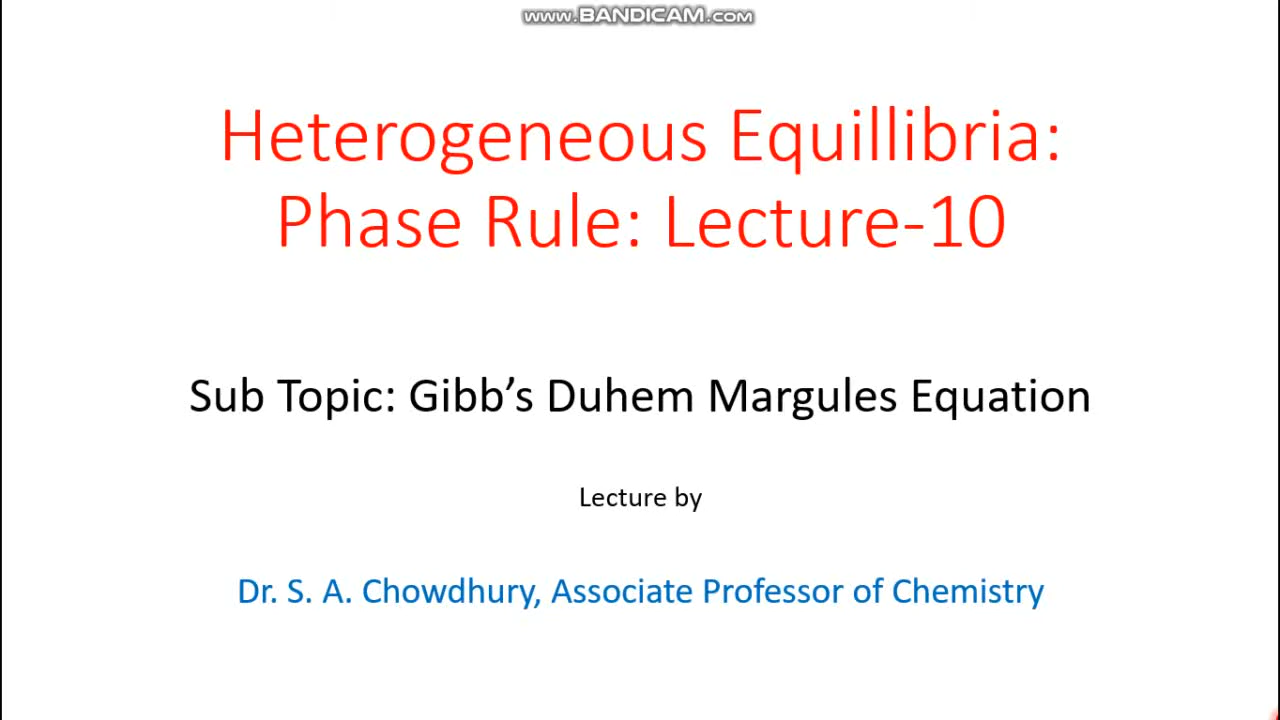 www.BANDICAM.com
Heterogeneous Equillibria:
Phase Rule: Lecture-10
Sub Topic: Gibb’s Duhem Margules Equation
Lecture by
Dr. S. A. Chowdhury, Associate Professor of Chemistry